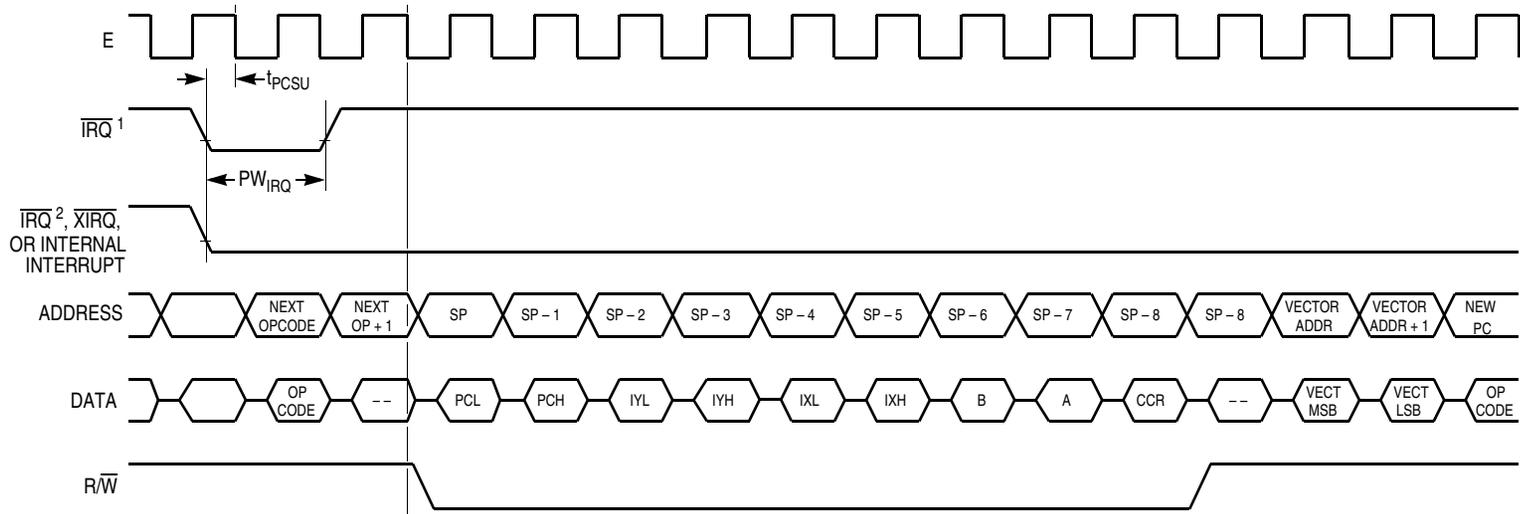 E
tPCSU
IRQ 1
PWIRQ
IRQ 2, XIRQ,
OR INTERNAL
INTERRUPT
ADDRESS
NEXT
OPCODE
NEXT
OP + 1
SP
SP – 1
SP – 2
SP – 3
SP – 4
SP – 5
SP – 6
SP – 7
SP – 8
SP – 8
VECTOR
ADDR
VECTOR
ADDR + 1
NEW
PC
DATA
OP
CODE
– –
PCL
PCH
IYL
IYH
IXL
IXH
B
A
CCR
– –
VECT
MSB
VECT
LSB
OP
CODE
R/W